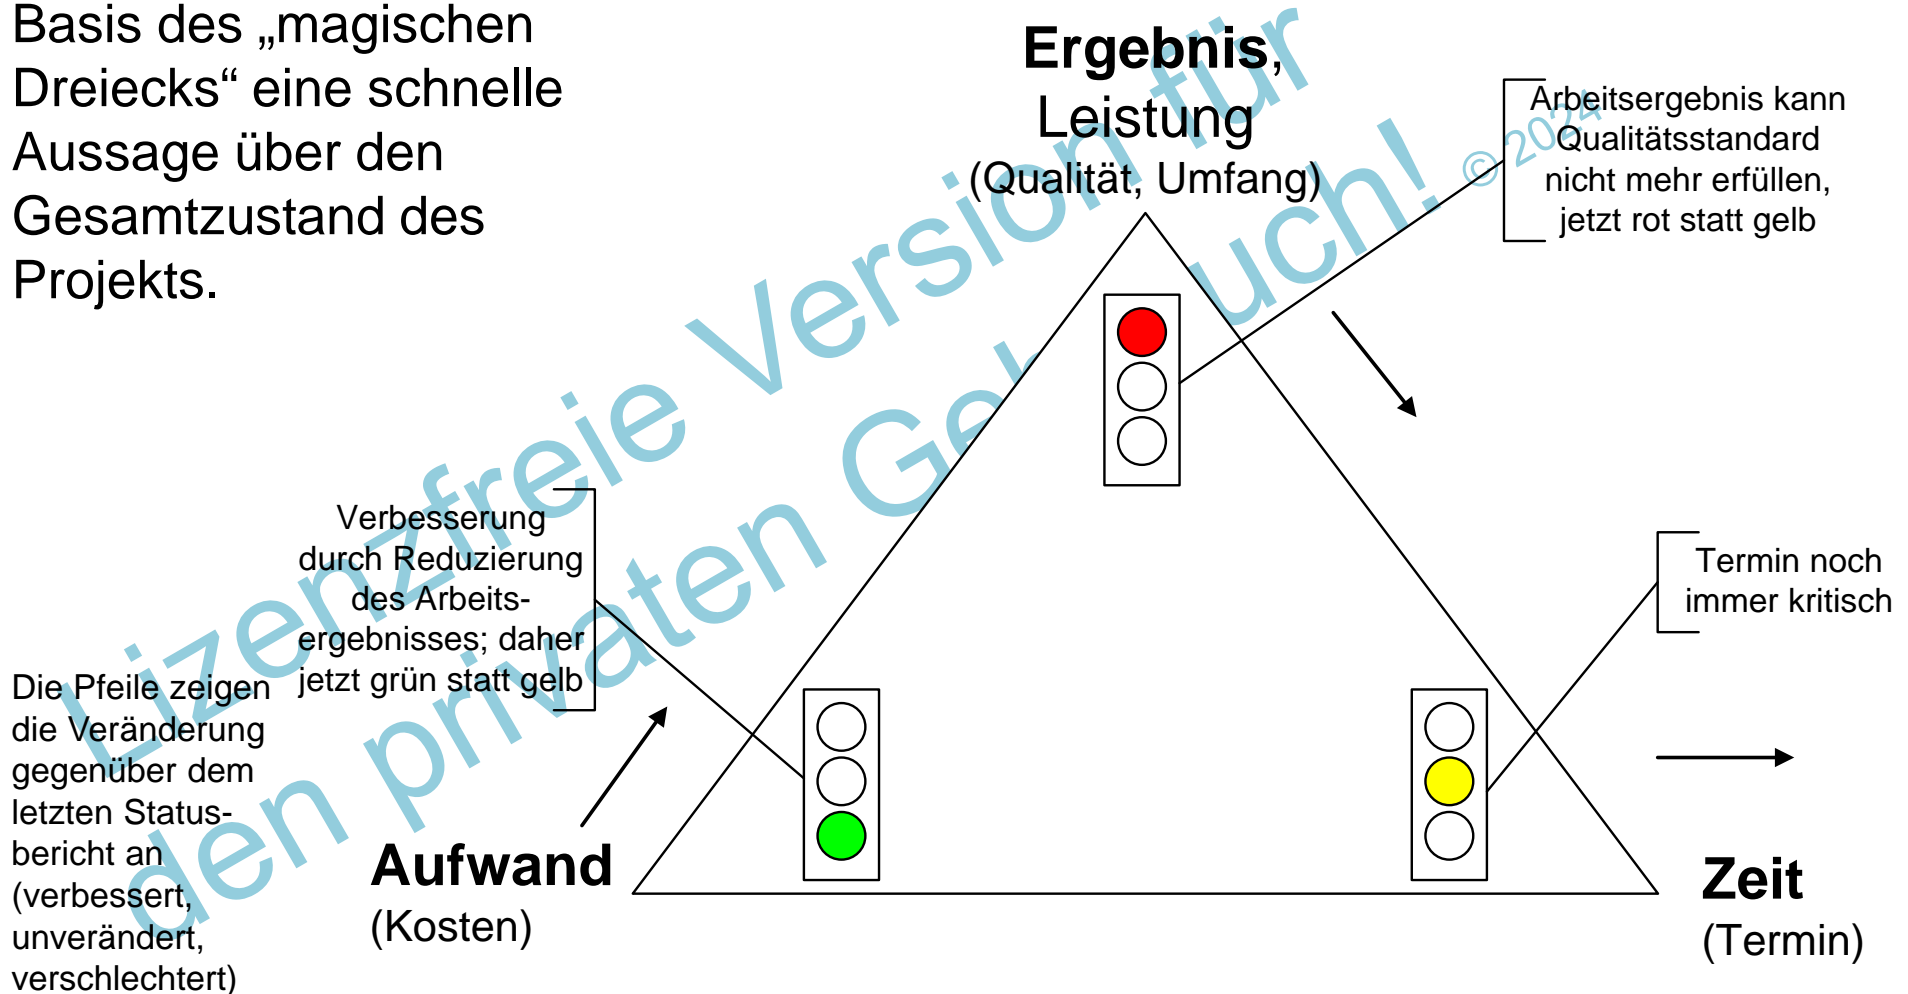 Basis des „magischen
Dreiecks“ eine schnelle
Aussage über den
Gesamtzustand des
Projekts.
Ergebnis,
Leistung
(Qualität, Umfang)
Arbeitsergebnis kann
Qualitätsstandard
nicht mehr erfüllen,
jetzt rot statt gelb
Verbesserung
durch Reduzierung
des Arbeits-
ergebnisses; daher
jetzt grün statt gelb
Termin noch
immer kritisch
Die Pfeile zeigen
die Veränderung
gegenüber dem
letzten Status-
bericht an
(verbessert,
unverändert,
verschlechtert)
Aufwand
(Kosten)
Zeit
(Termin)
Lizenzfreie Version für
den privaten Geb uch! © 2024